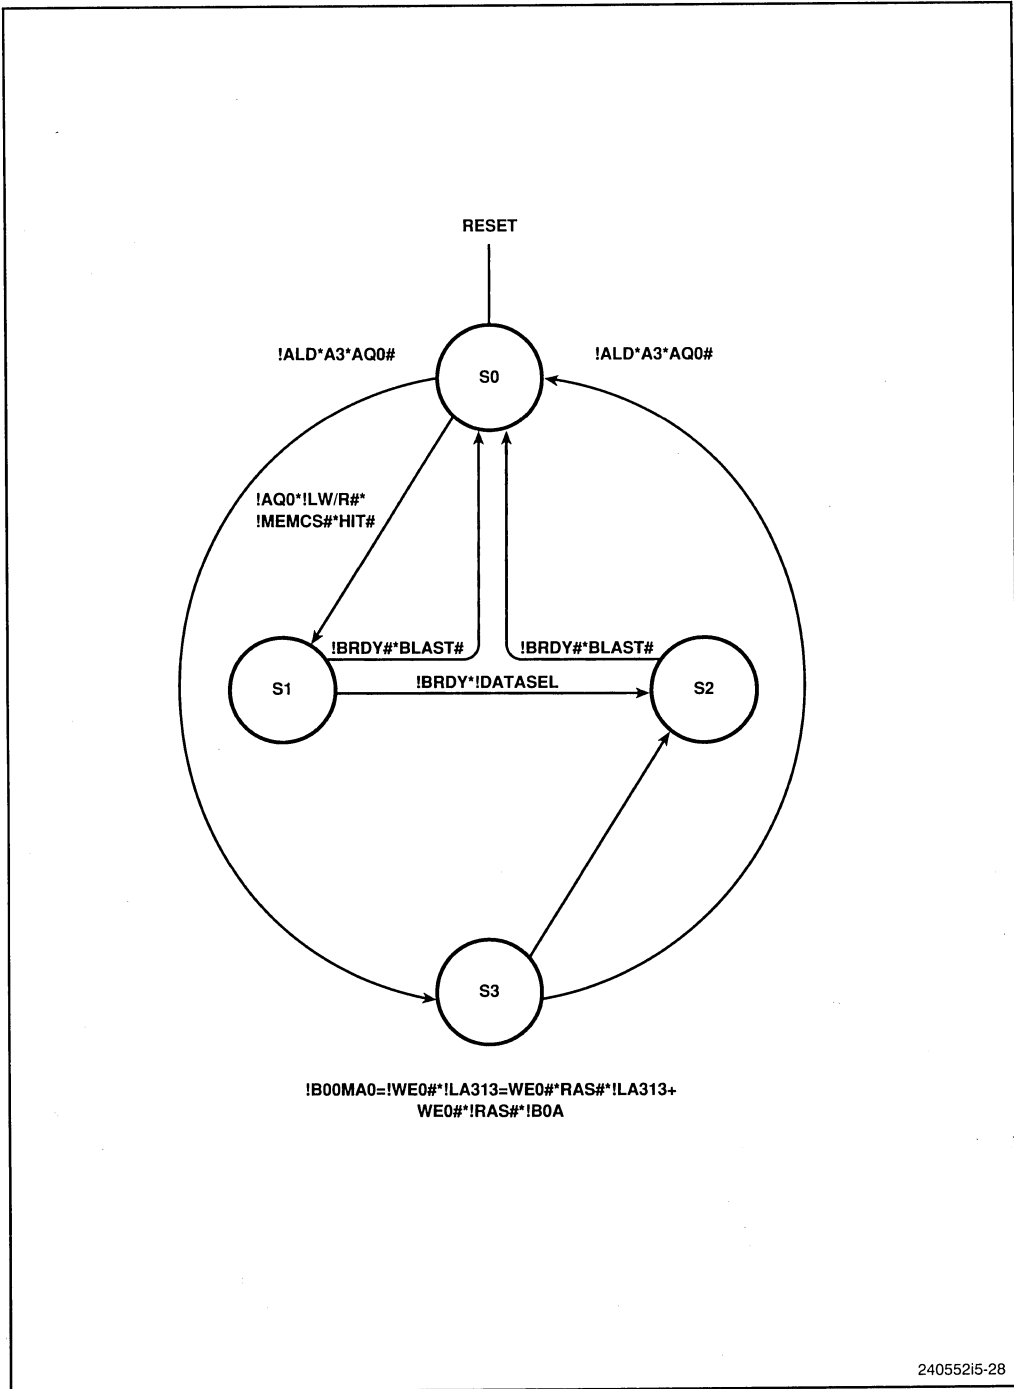 RESET
!ALD*A3*AQ0#
!ALD*A3*AQ0#
S0
!AQ0*!LW/R#*
!MEMCS#*HIT#
!BRDY#*BLAST#
!BRDY#*BLAST#
S1
!BRDY*!DATASEL
S2
S3
!B00MA0=!WE0#*!LA313=WE0#*RAS#*!LA313+
WE0#*!RAS#*!B0A
240552i5-28